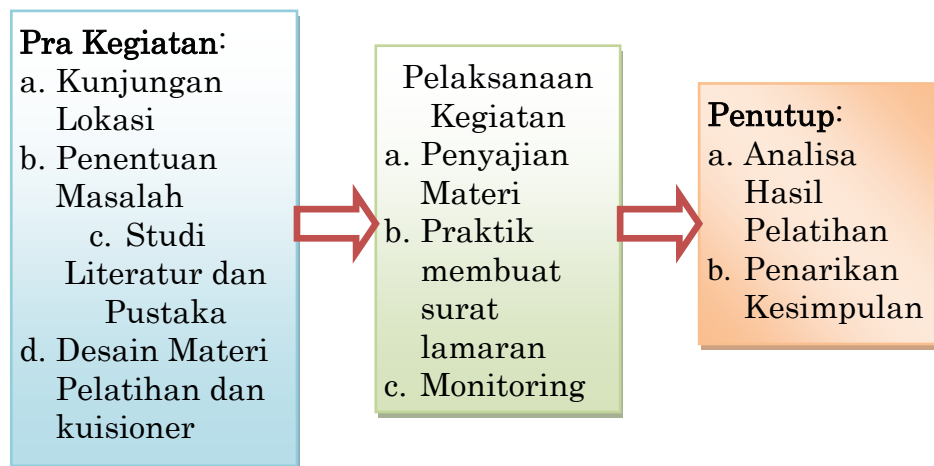 Pra Kegiatan:
a. Kunjungan
Lokasi
b. Penentuan
Masalah
c. Studi
Literatur dan
Pustaka
d. Desain Materi
Pelatihan dan
kuisioner
Pelaksanaan
Kegiatan
a. Penyajian
Materi
b. Praktik
membuat
surat
lamaran
c. Monitoring
Penutup:
a. Analisa
Hasil
Pelatihan
b. Penarikan
Kesimpulan